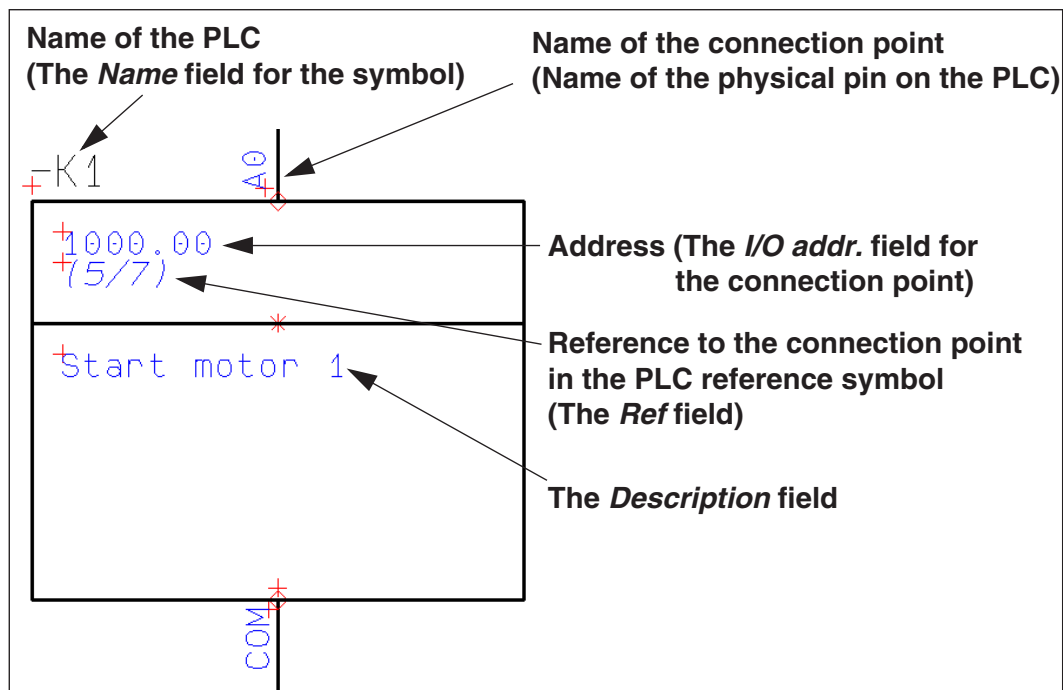 Name of the PLC
(The Name field for the symbol)
Name of the connection point
(Name of the physical pin on the PLC)
-K1
A0
1000.00
(5/7)
Address (The I/O addr. field for
the connection point)
Reference to the connection point
in the PLC reference symbol
(The Ref field)
Start motor 1
The Description field
COM